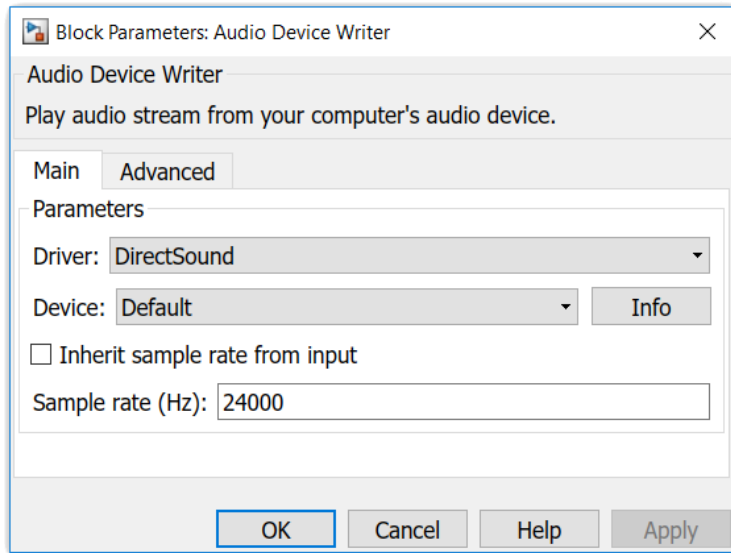 Block Parameters: Audio Device Writer
Audio Device Writer
Play audio stream from your computer's audio device.
Main Advanced
Parameters
Driver: DirectSound
Device: Default Info
Inherit sample rate from input
Sample rate (Hz): 24000
OK Cancel Help Apply